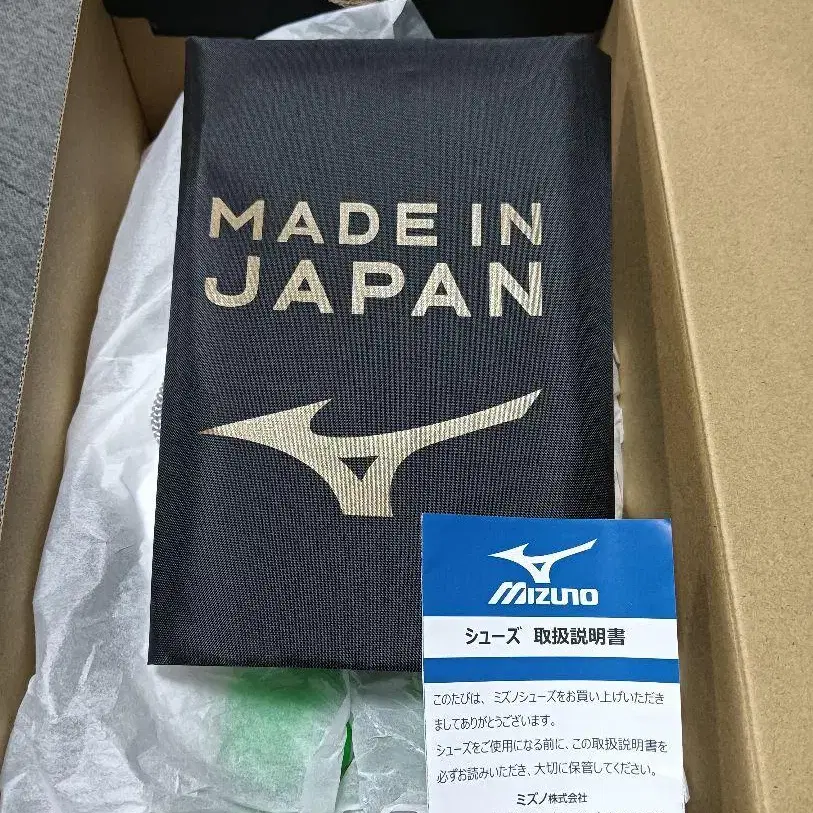 MADE IN
JAPAN
MIZUNO
シューズ 取扱説明書
このたびは、ミズノシューズをお買い上げいただき
ましてありがとうございます。
シューズをご使用になる前に、この取扱説明書を
必ずお読みいただき、大切に保管してください。
ミズノ株式会社